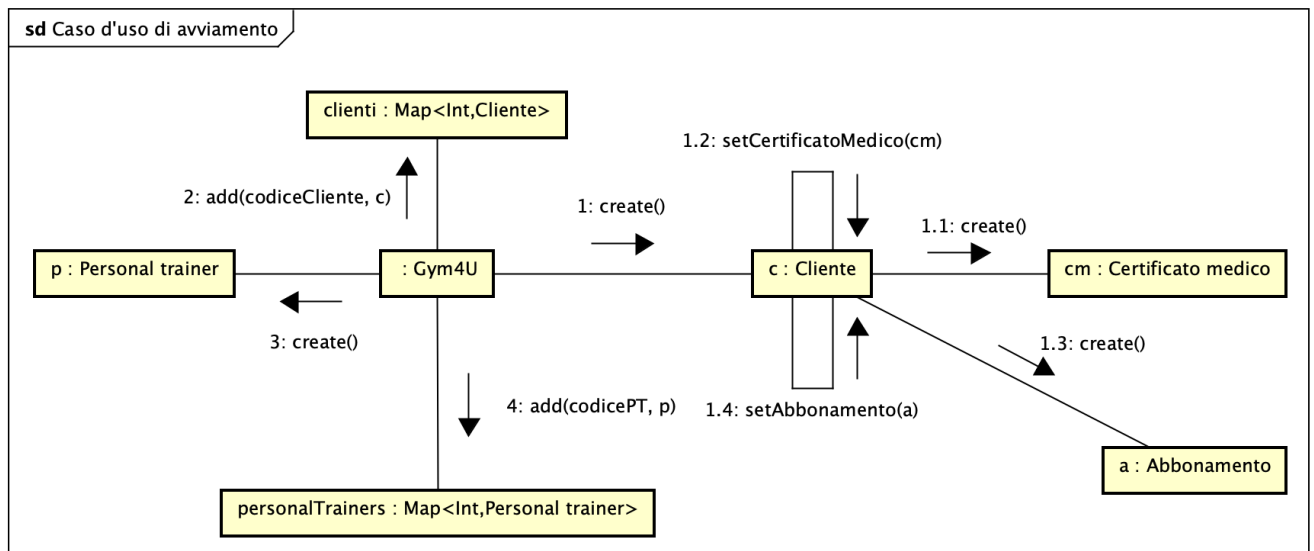 sd Caso d'uso di avviamento
clienti : Map<Int,Cliente>
1.2: setCertificatoMedico(cm)
2: add(codiceCliente, c)
1: create()
1.1: create()
p : Personal trainer
: Gym4U
c : Cliente
cm : Certificato medico
3: create()
1.3: create()
4: add(codicePT, p)
1.4: setAbbonamento(a)
a : Abbonamento
personalTrainers : Map<Int,Personal trainer>